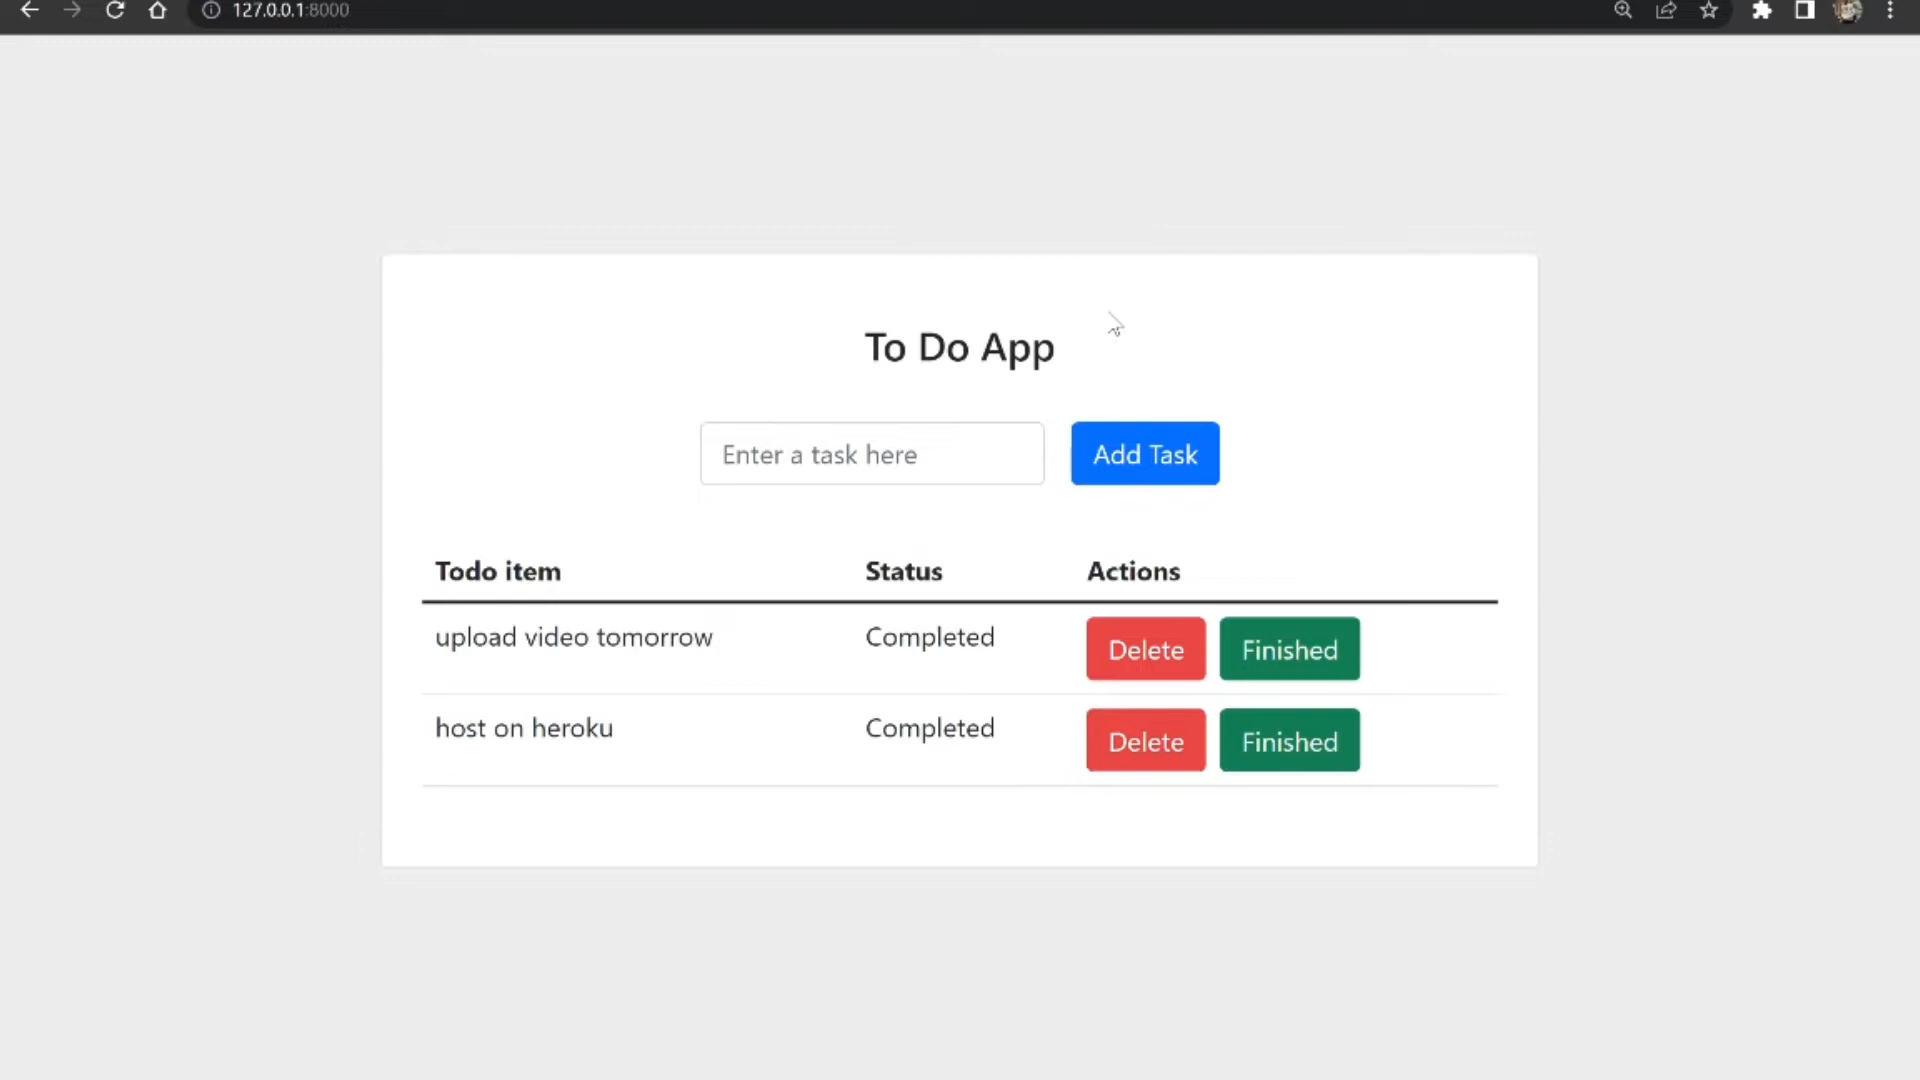 127.0.0.1:8000
To Do App
Enter a task here Add Task
Todo item Status Actions
upload video tomorrow Completed Delete Finished
host on heroku Completed Delete Finished